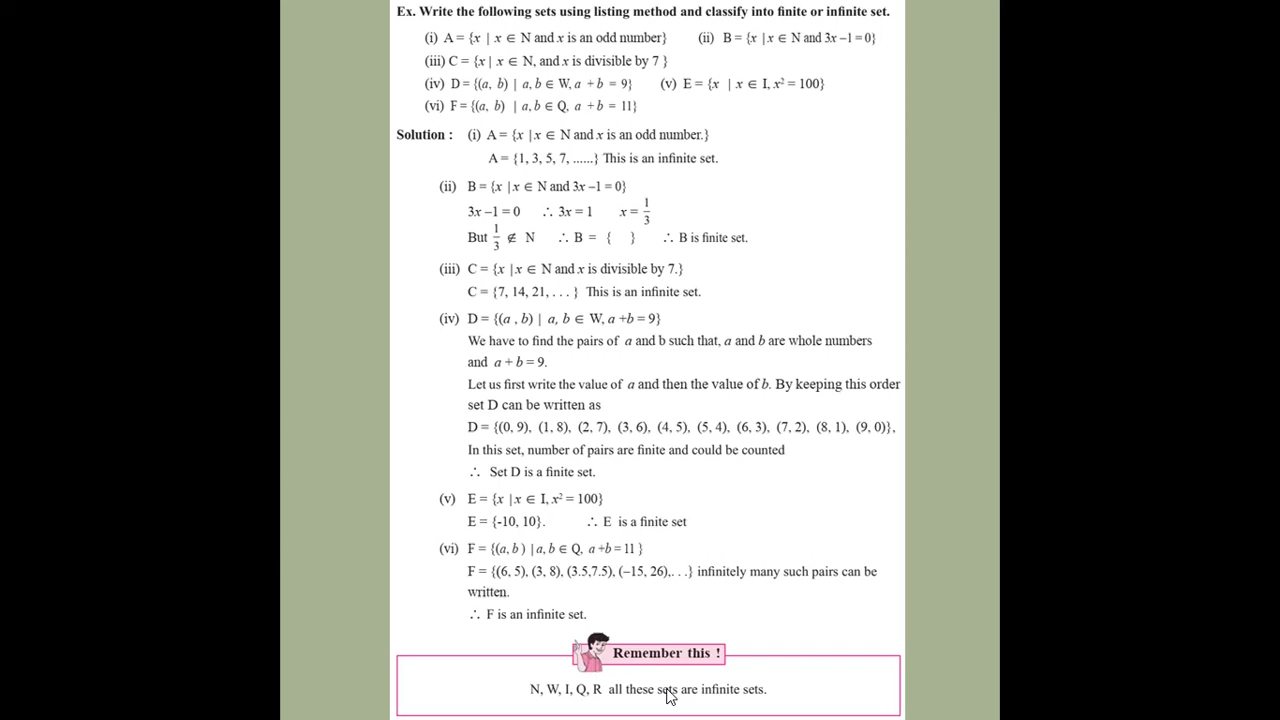 Ex. Write the following sets using listing method and classify into finite or infinite set.
(i) A = {x | x ∈ N and x is an odd number} (ii) B = {x | x ∈ N and 3x –1 = 0}
(iii) C = {x | x ∈ N, and x is divisible by 7 }
(iv) D = {(a, b) | a, b ∈ W, a + b = 9} (v) E = {x | x ∈ I, x² = 100}
(vi) F = {(a, b) | a, b ∈ Q, a + b = 11}
Solution : (i) A = {x | x ∈ N and x is an odd number.}
A = {1, 3, 5, 7, ......} This is an infinite set.
(ii) B = {x | x ∈ N and 3x –1 = 0}
3x –1 = 0 ∴ 3x = 1 x = 1/3
But 1/3 ∉ N ∴ B = { } ∴ B is finite set.
(iii) C = {x | x ∈ N and x is divisible by 7.}
C = {7, 14, 21, . . . } This is an infinite set.
(iv) D = {(a , b) | a, b ∈ W, a +b = 9}
We have to find the pairs of a and b such that, a and b are whole numbers
and a + b = 9.
Let us first write the value of a and then the value of b. By keeping this order
set D can be written as
D = {(0, 9), (1, 8), (2, 7), (3, 6), (4, 5), (5, 4), (6, 3), (7, 2), (8, 1), (9, 0)},
In this set, number of pairs are finite and could be counted
∴ Set D is a finite set.
(v) E = {x | x ∈ I, x² = 100}
E = {-10, 10}. ∴ E is a finite set
(vi) F = {(a, b ) | a, b ∈ Q, a +b = 11 }
F = {(6, 5), (3, 8), (3.5,7.5), (–15, 26),. . .} infinitely many such pairs can be
written.
∴ F is an infinite set.
Remember this !
N, W, I, Q, R all these sets are infinite sets.